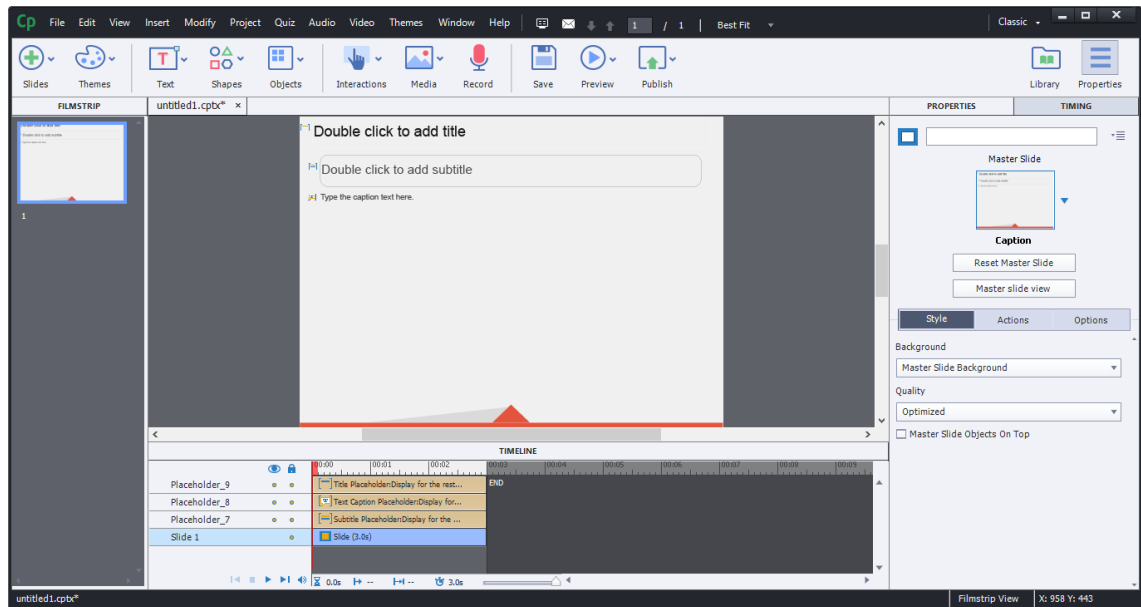 Cp File Edit View Insert Modify Project Quiz Audio Video Themes Window Help 1 / 1 Best Fit Classic
Slides Themes Text Shapes Objects Interactions Media Record Save Preview Publish Library Properties
FILMSTRIP untitled1.cptx* × PROPERTIES TIMING
Double click to add title
Double click to add subtitle
Type the caption text here.
1
Master Slide
Caption
Reset Master Slide
Master slide view
Style Actions Options
Background
Master Slide Background
Quality
Optimized
Master Slide Objects On Top
TIMELINE
00:00 00:01 00:02 00:03 00:04 00:05 00:06 00:07 00:08 00:09
Placeholder_9 Title Placeholder:Display for the rest... END
Placeholder_8 Text Caption Placeholder:Display for...
Placeholder_7 Subtitle Placeholder:Display for the ...
Slide 1 Slide (3.0s)
0.0s -- -- 3.0s
untitled1.cptx* Filmstrip View X: 958 Y: 443